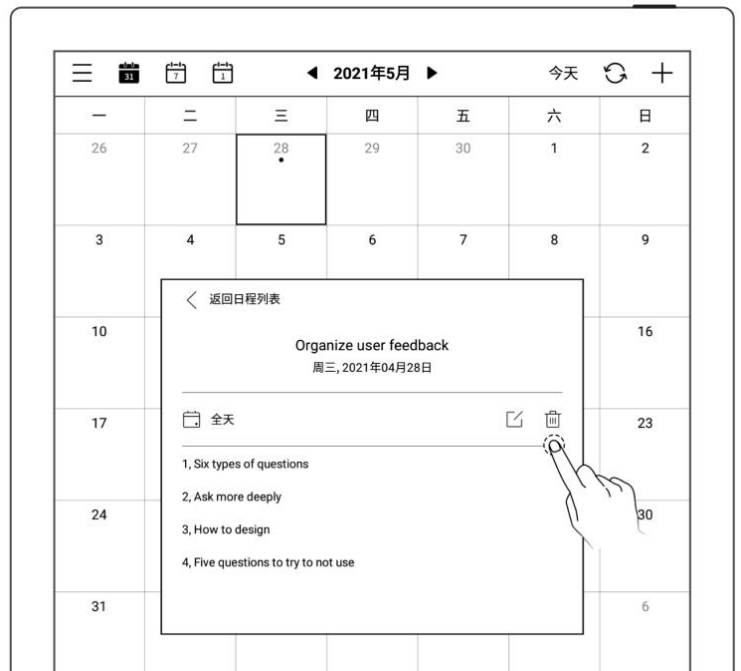 31 7 1 2021年5月 今天
一 二 三 四 五 六 日
26 27 28 29 30 1 2
3 4 5 6 7 8 9
返回日程列表
10 16
Organize user feedback
周三, 2021年04月28日
17 全天 23
1, Six types of questions
2, Ask more deeply
24 30
3, How to design
4, Five questions to try to not use
31 6